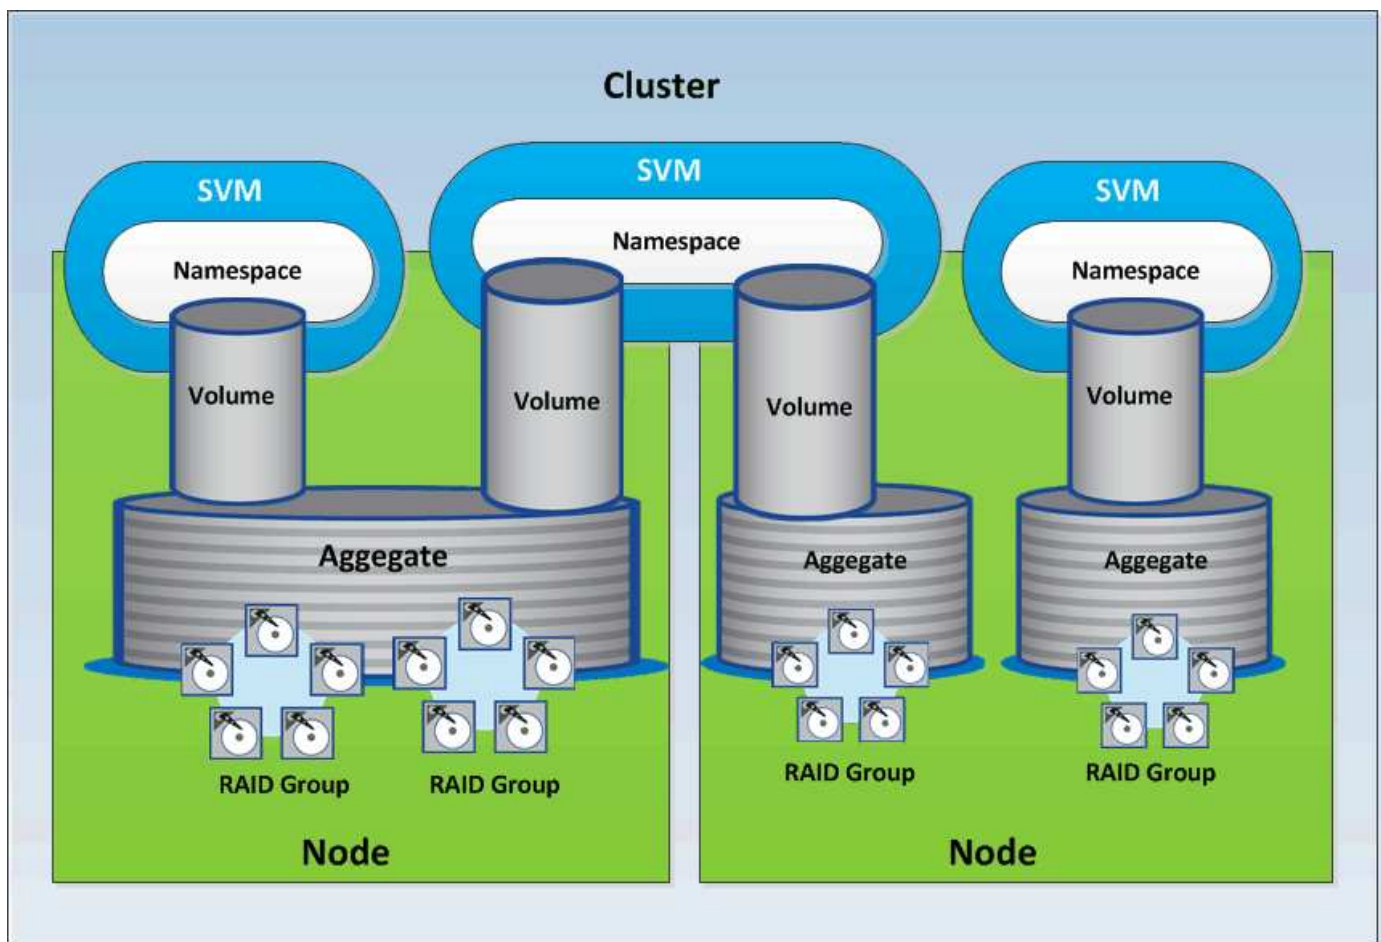 Cluster
SVM
SVM
SVM
Namespace
Namespace
Namespace
Volume
Volume
Volume
Volume
Aggegate
Aggegate
Aggegate
RAID Group
RAID Group
RAID Group
RAID Group
Node
Node